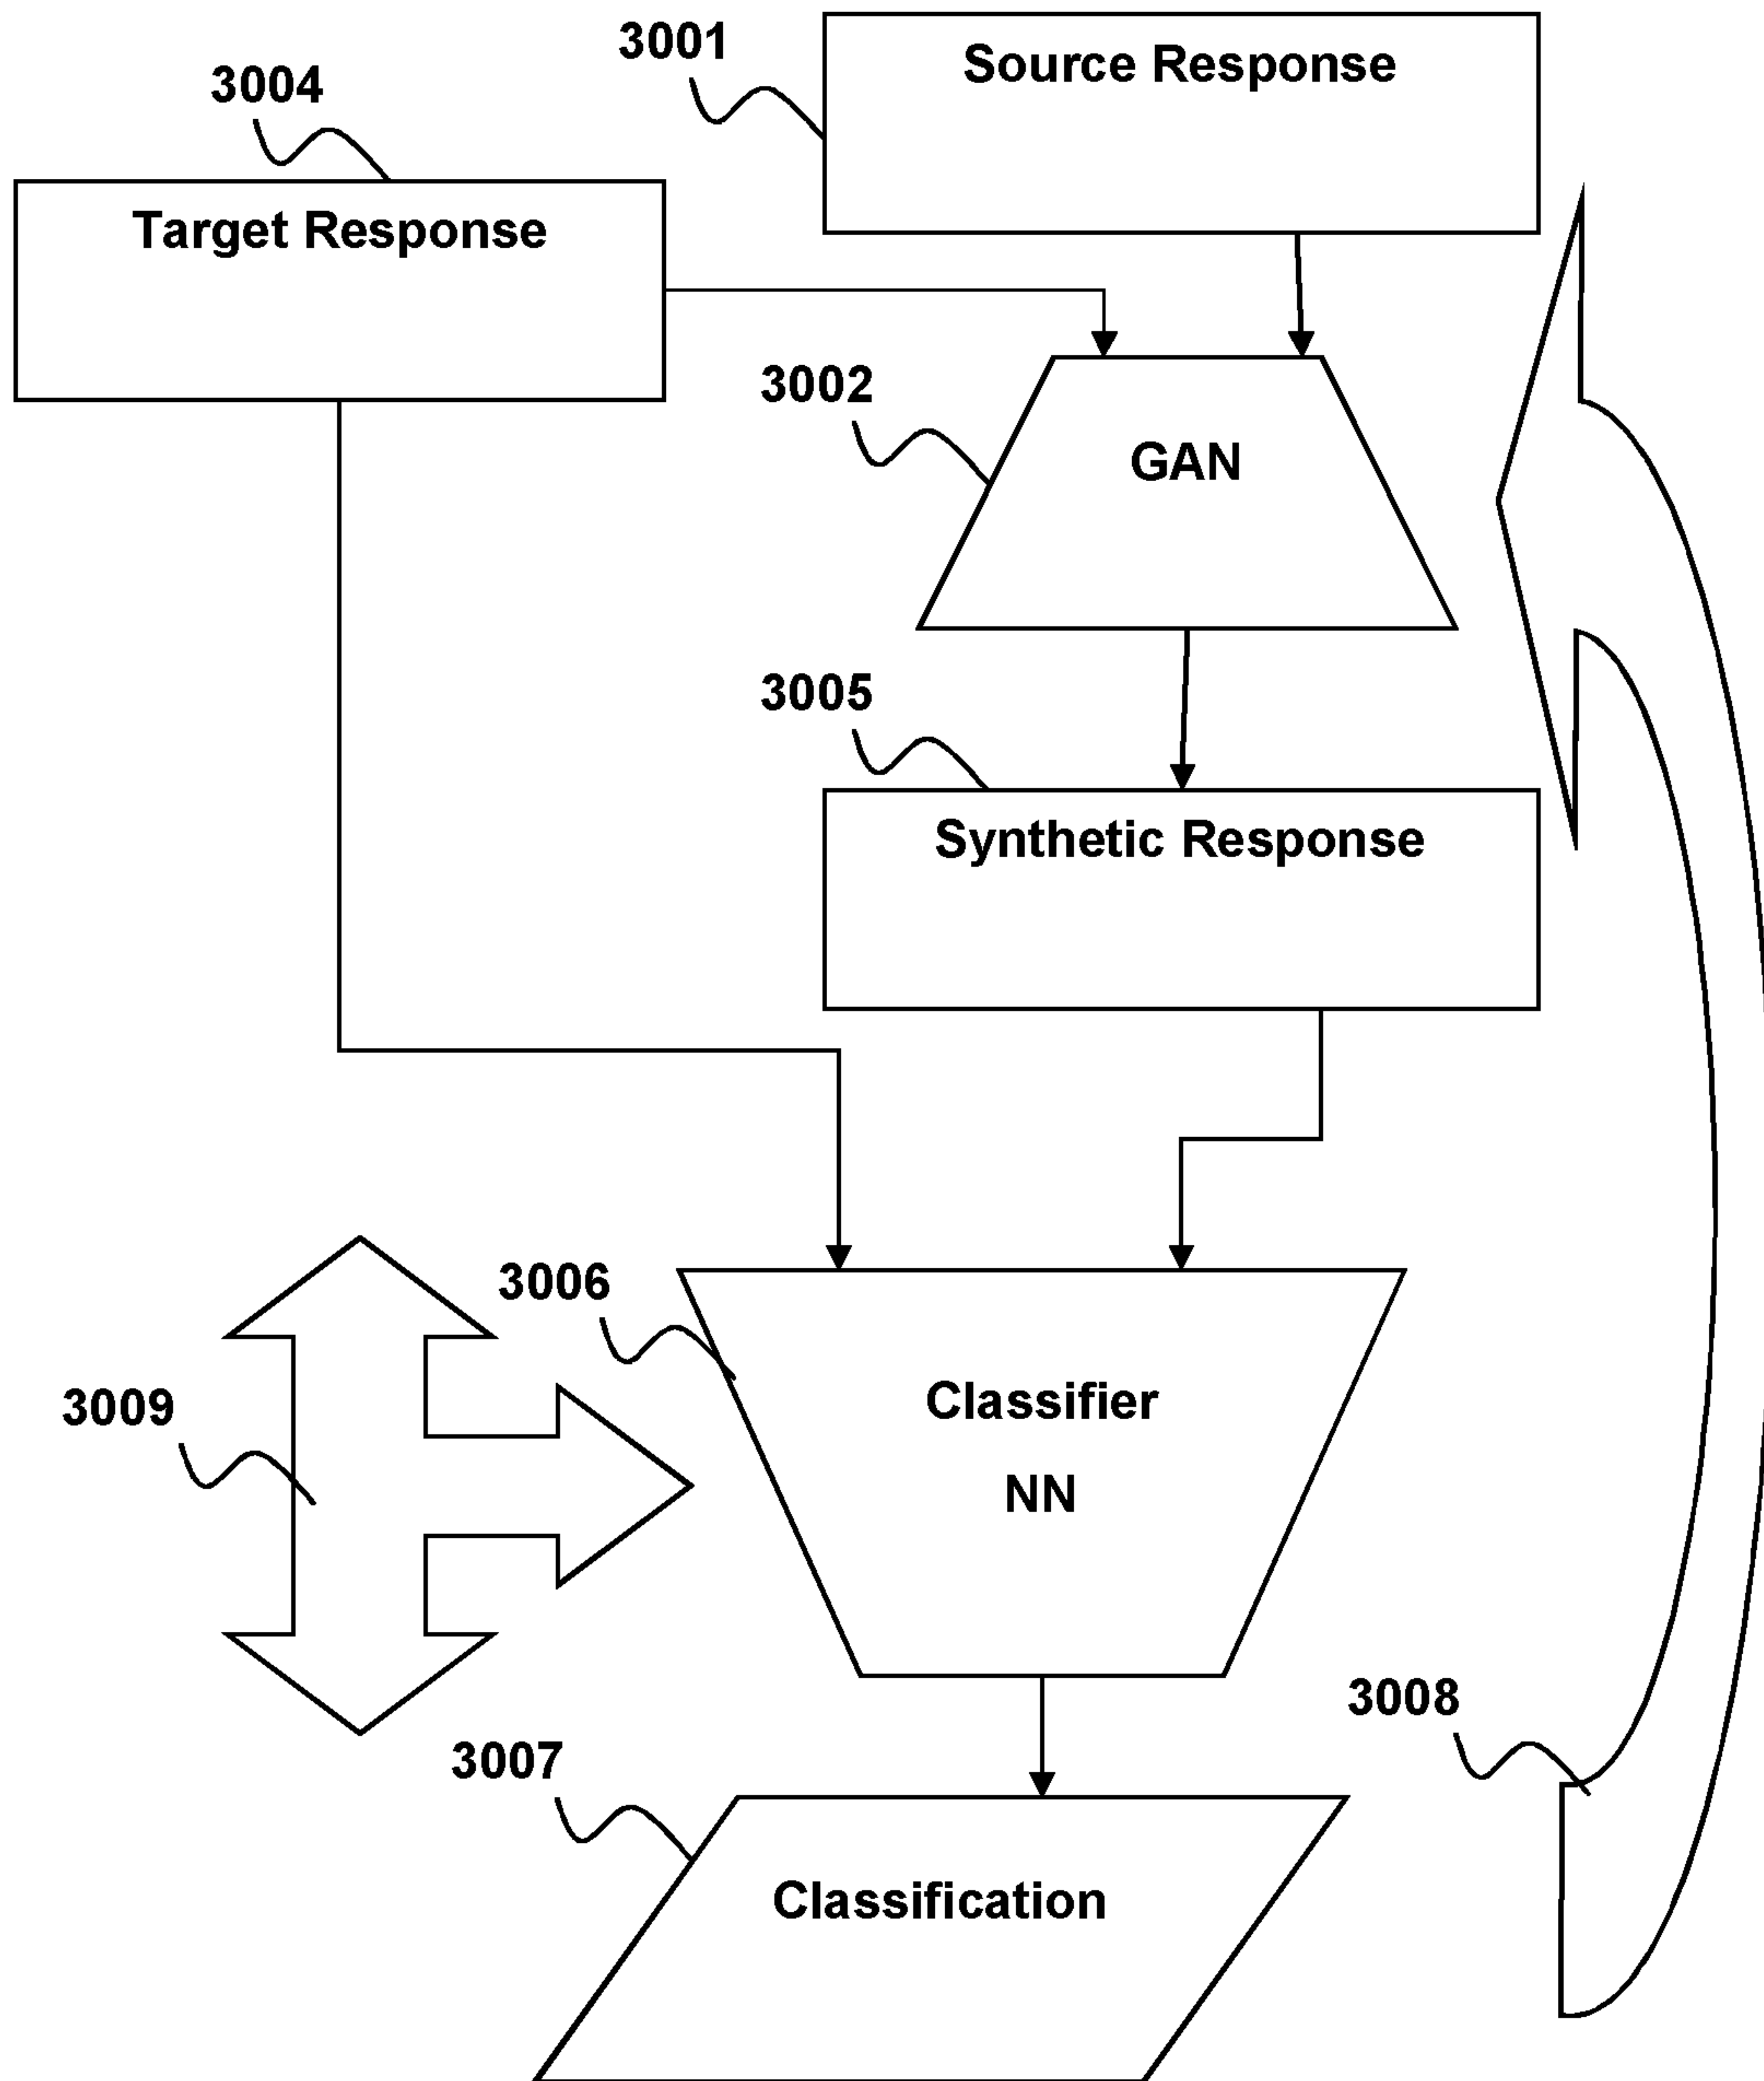 3001
Source Response
3004
Target Response
3002
GAN
3005
Synthetic Response
3006
Classifier
NN
3009
3008
3007
Classification